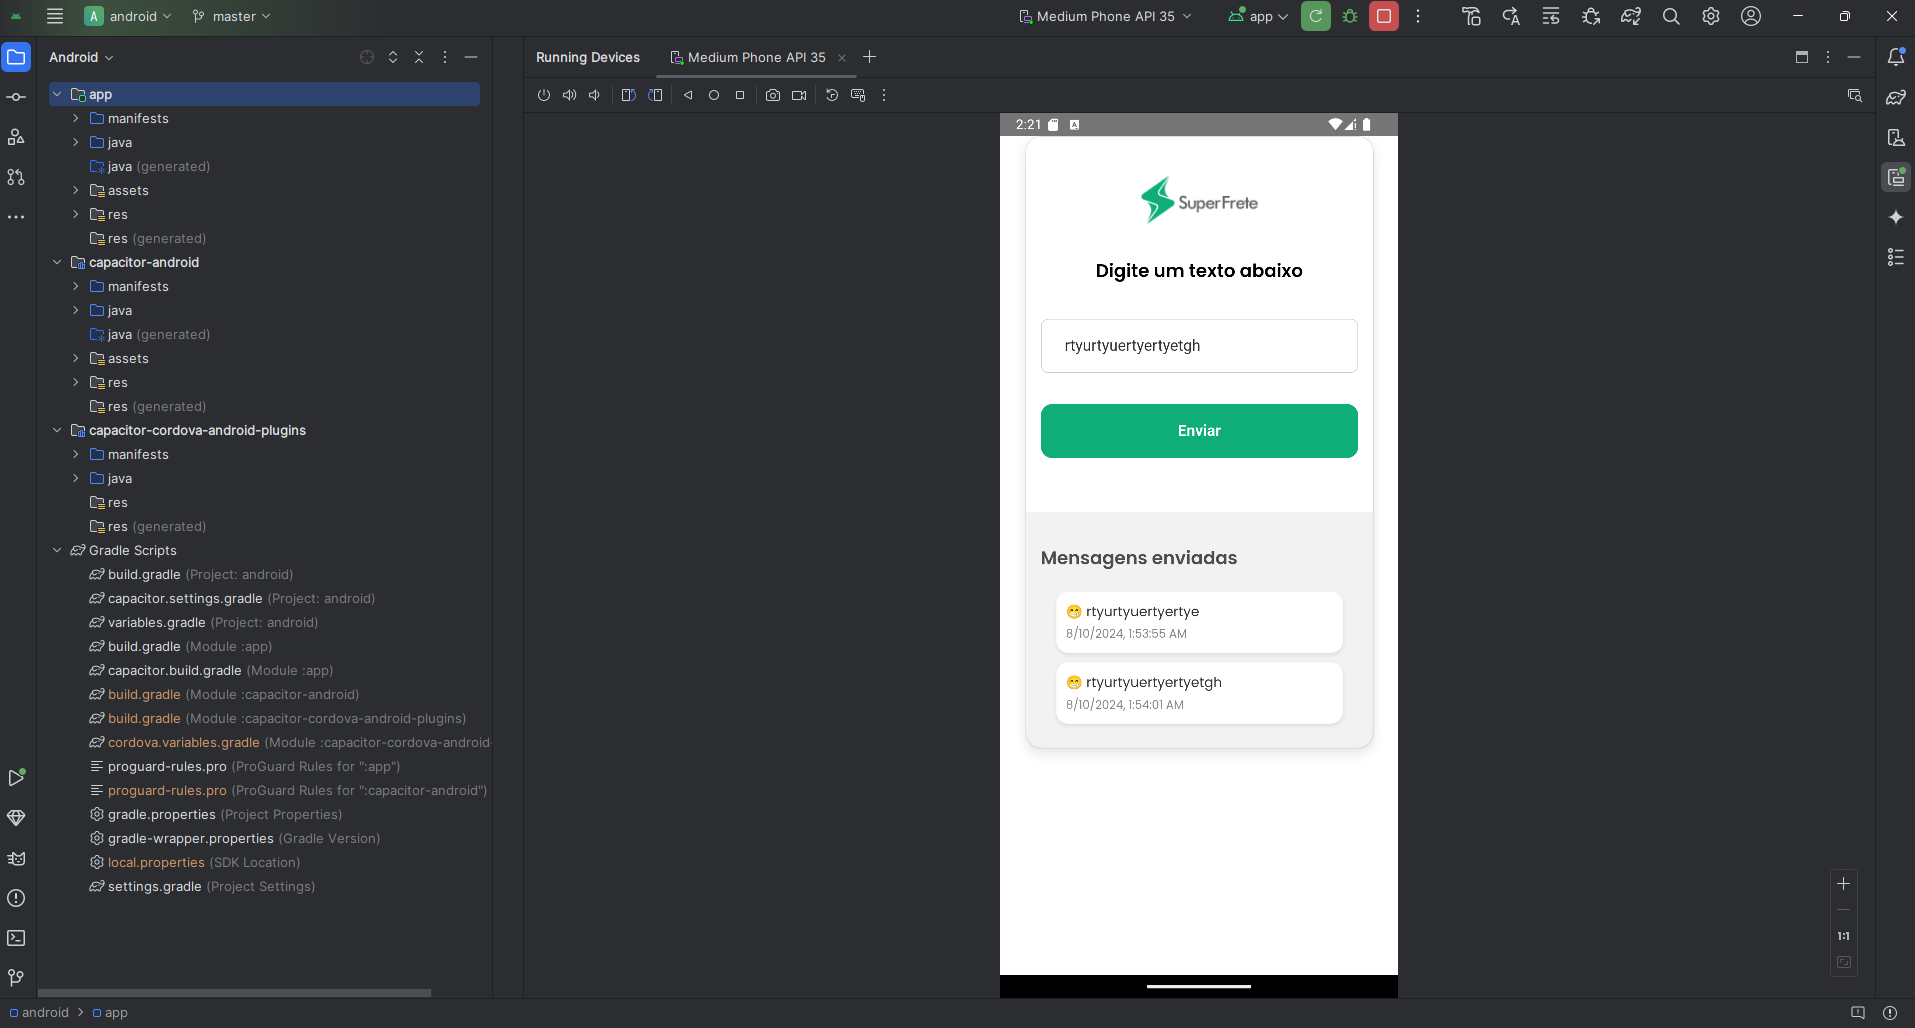 A android master
Medium Phone API 35 app
Android
Running Devices Medium Phone API 35
app
manifests
java
java (generated)
assets
res
res (generated)
capacitor-android
manifests
java
java (generated)
assets
res
res (generated)
capacitor-cordova-android-plugins
manifests
java
res
res (generated)
Gradle Scripts
build.gradle (Project: android)
capacitor.settings.gradle (Project: android)
variables.gradle (Project: android)
build.gradle (Module :app)
capacitor.build.gradle (Module :app)
build.gradle (Module :capacitor-android)
build.gradle (Module :capacitor-cordova-android-plugins)
cordova.variables.gradle (Module :capacitor-cordova-android-
proguard-rules.pro (ProGuard Rules for ":app")
proguard-rules.pro (ProGuard Rules for ":capacitor-android")
gradle.properties (Project Properties)
gradle-wrapper.properties (Gradle Version)
local.properties (SDK Location)
settings.gradle (Project Settings)
2:21
SuperFrete
Digite um texto abaixo
rtyurtyuertyertyetgh
Enviar
Mensagens enviadas
😁 rtyurtyuertyertye
8/10/2024, 1:53:55 AM
😁 rtyurtyuertyertyetgh
8/10/2024, 1:54:01 AM
1:1
android > app